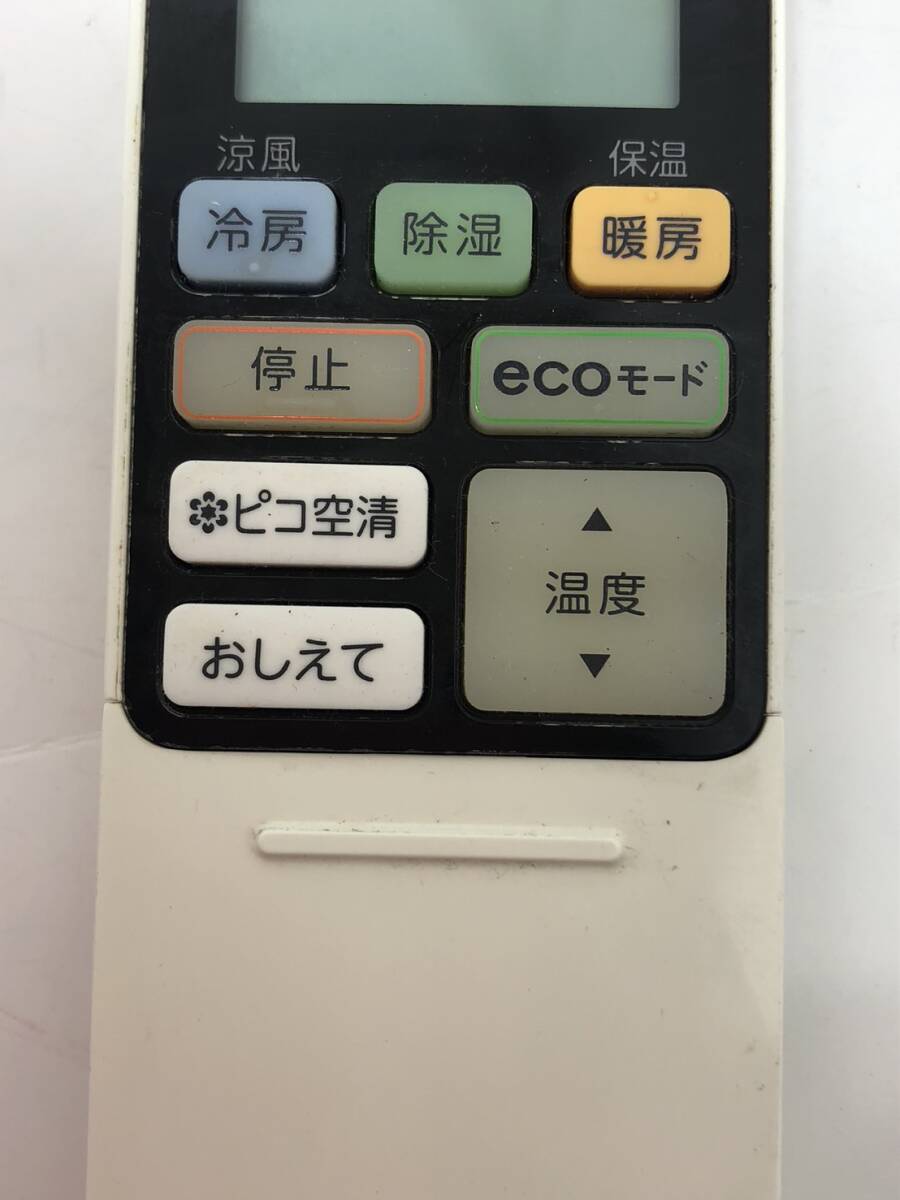 涼風
保温
冷房
除湿
暖房
停止
ecoモード
ピコ空清
▲
温度
▼
おしえて